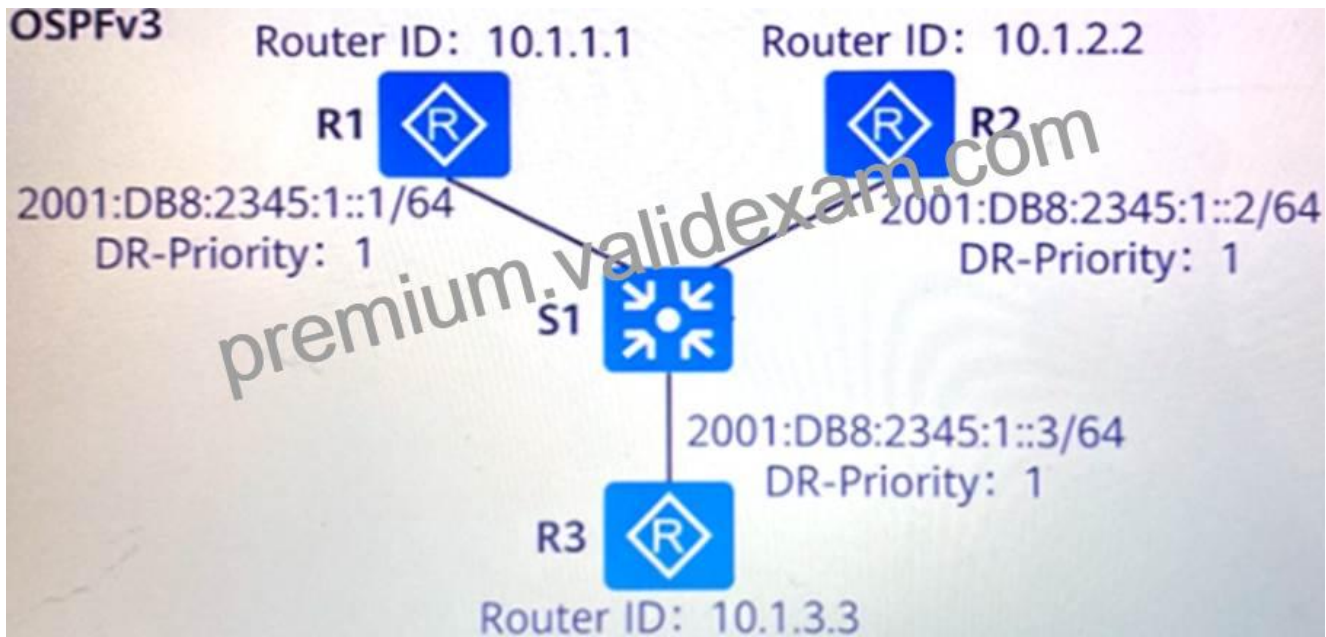 OSPFv3
Router ID: 10.1.1.1
Router ID: 10.1.2.2
R1
R2
2001:DB8:2345:1::1/64
DR-Priority: 1
2001:DB8:2345:1::2/64
DR-Priority: 1
premium.validexam.com
S1
2001:DB8:2345:1::3/64
DR-Priority: 1
R3
Router ID: 10.1.3.3
R
R
R